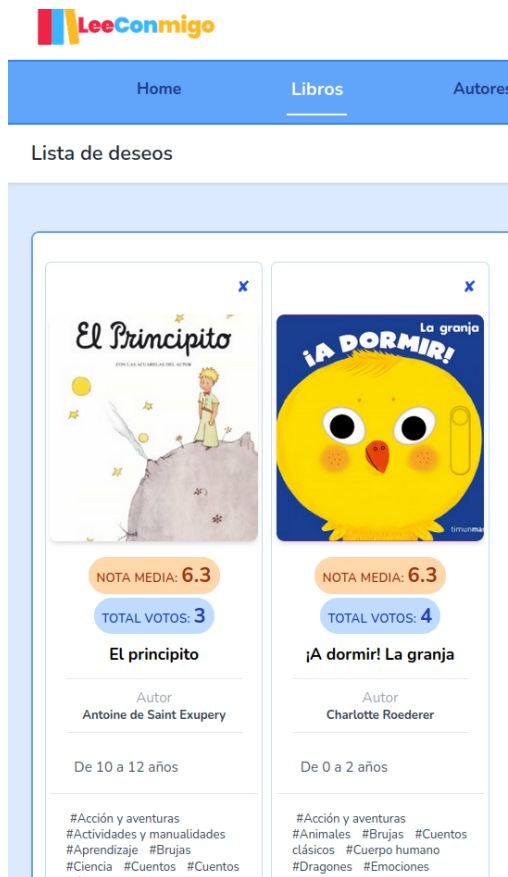 LeeConmigo
Home Libros Autores
Lista de deseos
✘
El Principito
CON LAS ACUARELAS DEL AUTOR
NOTA MEDIA: 6.3
TOTAL VOTOS: 3
El principito
Autor
Antoine de Saint Exupery
De 10 a 12 años
#Acción y aventuras
#Actividades y manualidades
#Aprendizaje #Brujas
#Ciencia #Cuentos #Cuentos
✘
La granja
¡A DORMIR!
timunmas
NOTA MEDIA: 6.3
TOTAL VOTOS: 4
¡A dormir! La granja
Autor
Charlotte Roederer
De 0 a 2 años
#Acción y aventuras
#Animales #Brujas #Cuentos
clásicos #Cuerpo humano
#Dragones #Emociones